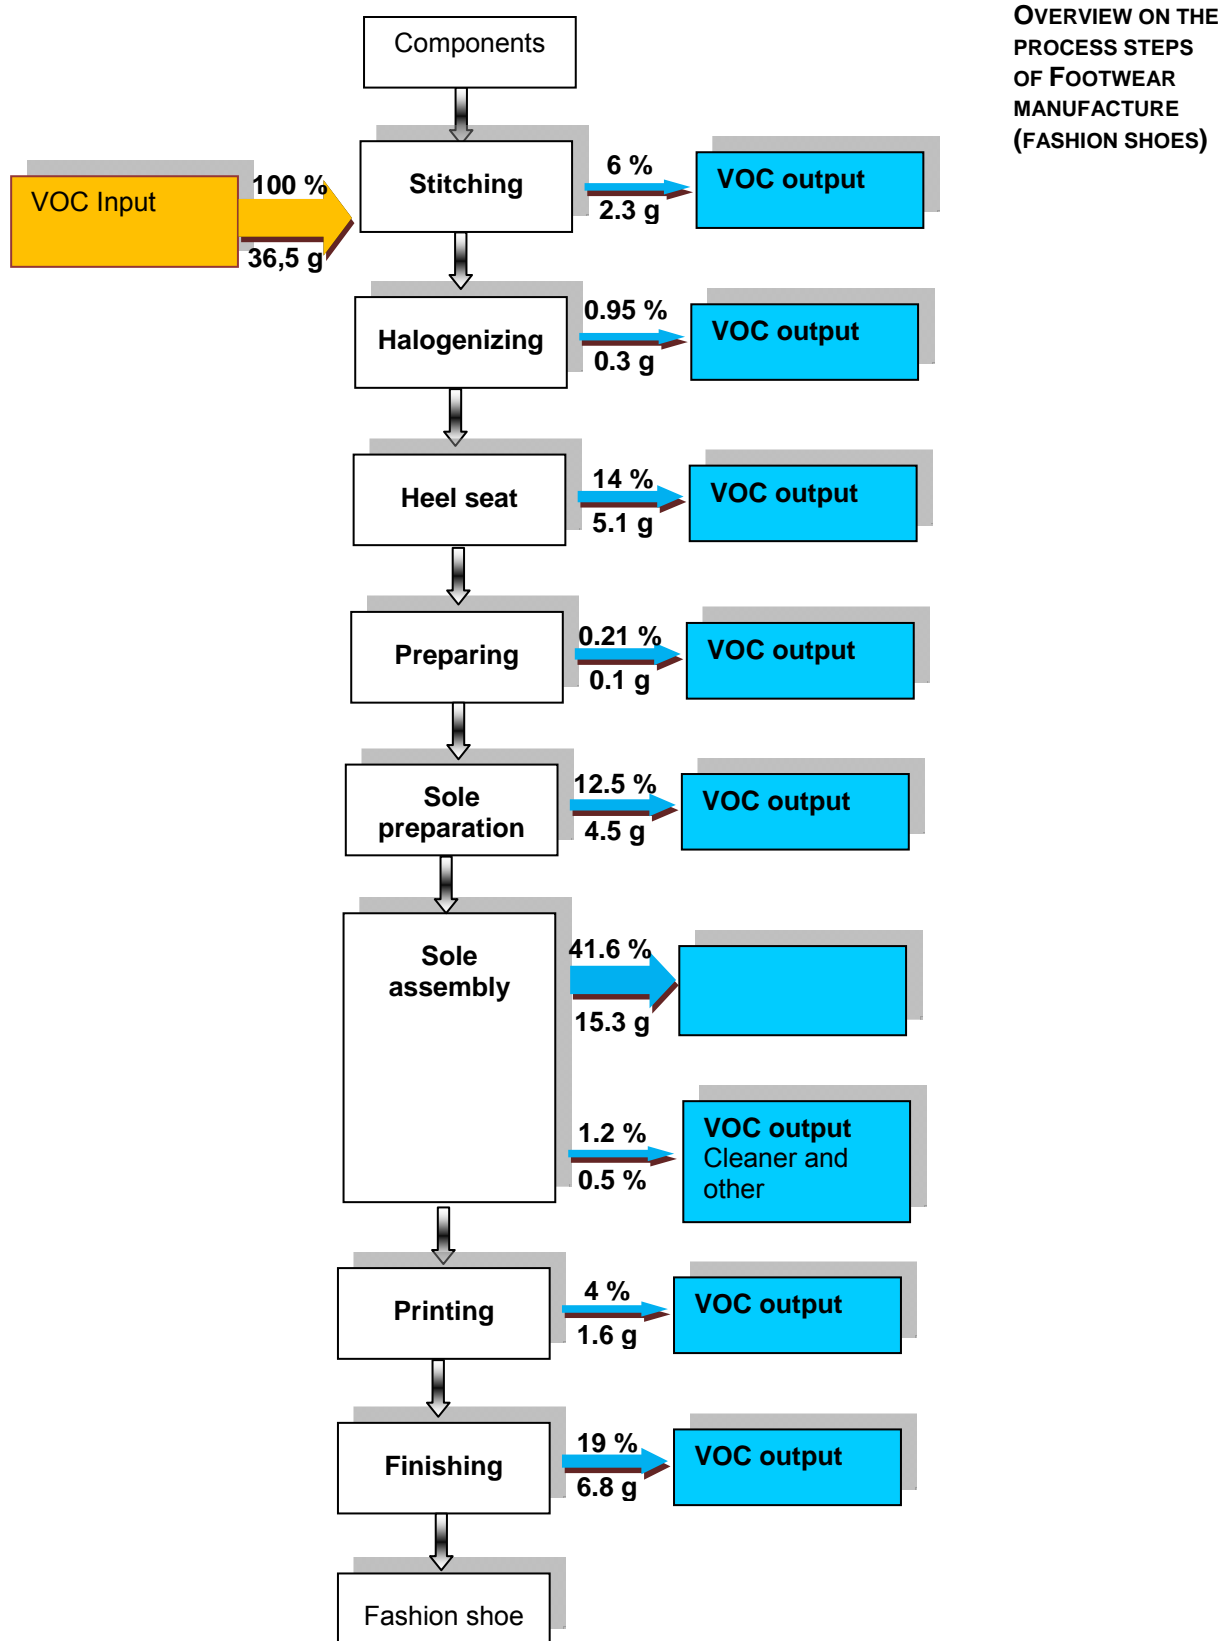 OVERVIEW ON THE
PROCESS STEPS
OF FOOTWEAR
MANUFACTURE
(FASHION SHOES)
Components
VOC Input
100 %
36,5 g
Stitching
6 %
2.3 g
VOC output
Halogenizing
0.95 %
0.3 g
VOC output
Heel seat
14 %
5.1 g
VOC output
Preparing
0.21 %
0.1 g
VOC output
Sole
preparation
12.5 %
4.5 g
VOC output
Sole
assembly
41.6 %
15.3 g
1.2 %
0.5 %
VOC output
Cleaner and
other
Printing
4 %
1.6 g
VOC output
Finishing
19 %
6.8 g
VOC output
Fashion shoe